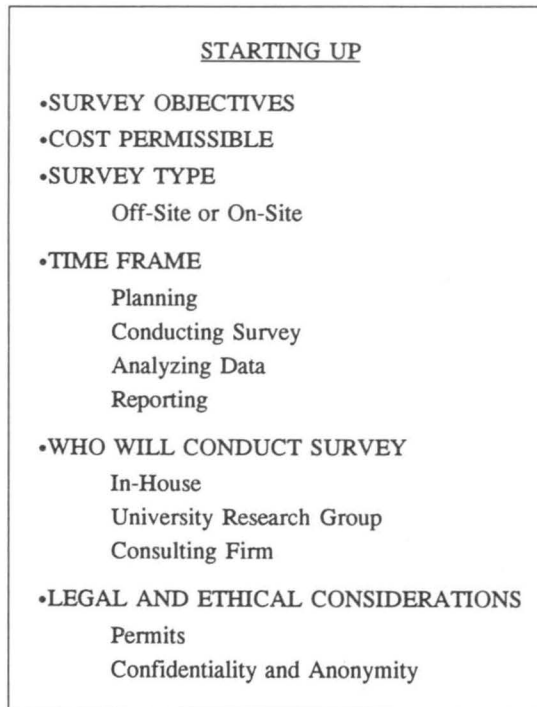 STARTING UP
•SURVEY OBJECTIVES
•COST PERMISSIBLE
•SURVEY TYPE
Off-Site or On-Site
•TIME FRAME
Planning
Conducting Survey
Analyzing Data
Reporting
•WHO WILL CONDUCT SURVEY
In-House
University Research Group
Consulting Firm
•LEGAL AND ETHICAL CONSIDERATIONS
Permits
Confidentiality and Anonymity